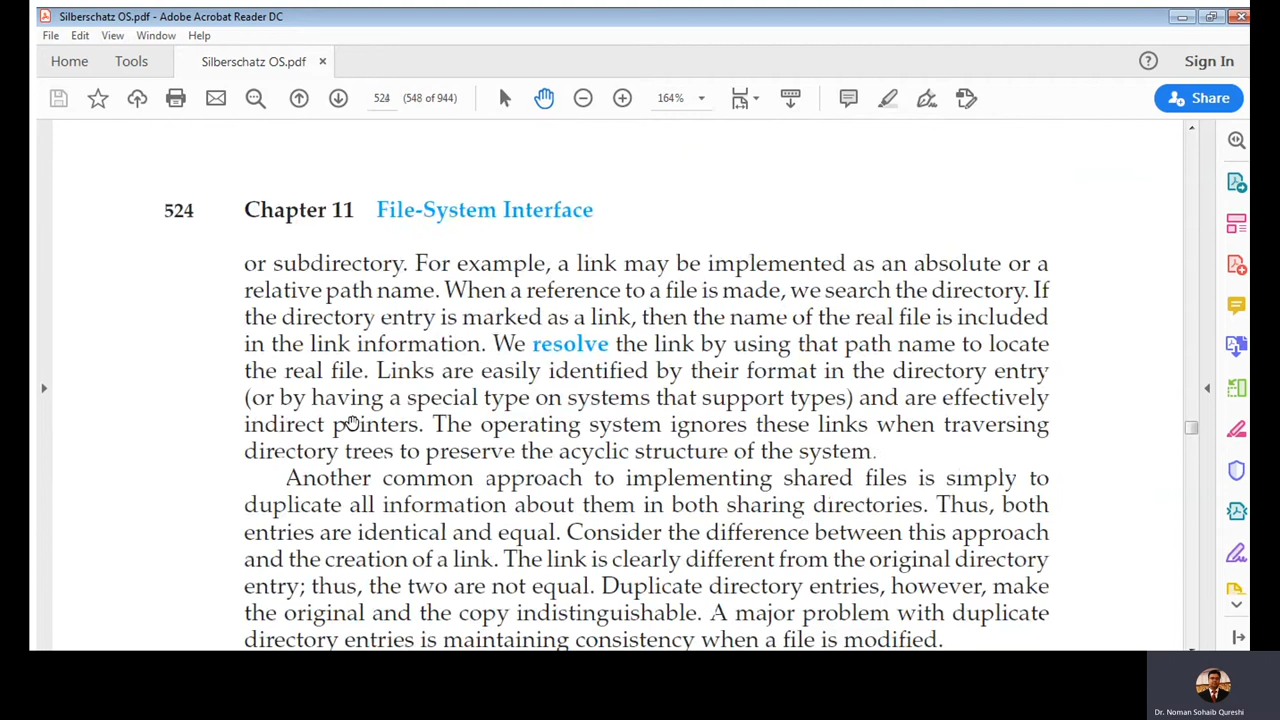 Silberschatz OS.pdf - Adobe Acrobat Reader DC
File Edit View Window Help
Home Tools Silberschatz OS.pdf × Sign In
524 (548 of 944) 164% Share
524 Chapter 11 File-System Interface
or subdirectory. For example, a link may be implemented as an absolute or a
relative path name. When a reference to a file is made, we search the directory. If
the directory entry is marked as a link, then the name of the real file is included
in the link information. We resolve the link by using that path name to locate
the real file. Links are easily identified by their format in the directory entry
(or by having a special type on systems that support types) and are effectively
indirect pointers. The operating system ignores these links when traversing
directory trees to preserve the acyclic structure of the system.
Another common approach to implementing shared files is simply to
duplicate all information about them in both sharing directories. Thus, both
entries are identical and equal. Consider the difference between this approach
and the creation of a link. The link is clearly different from the original directory
entry; thus, the two are not equal. Duplicate directory entries, however, make
the original and the copy indistinguishable. A major problem with duplicate
directory entries is maintaining consistency when a file is modified.
Dr. Noman Sohaib Qureshi